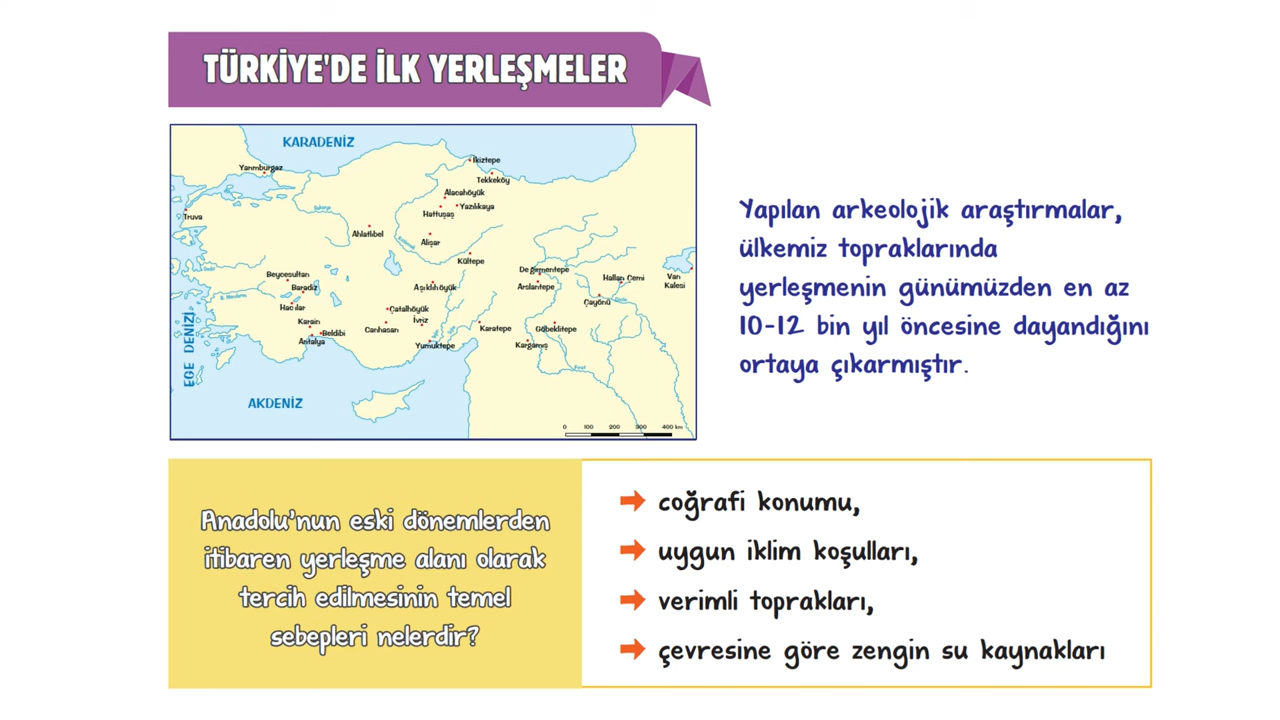 TÜRKİYE'DE İLK YERLEŞMELER
KARADENİZ
Yarımburgaz
İkiztepe
Tekkeköy
Alacahöyük
Hattuşaş
Yazılıkaya
Truva
Ahlatlıbel
Alişar
Kültepe
Beycesultan
Baradiz
Hacılar
Aşıklıhöyük
Değirmentepe
Arslantepe
Hallan Çemi
Van
Kalesi
Çayönü
Çatalhöyük
İvriz
Canhasan
Karain
Beldibi
Antalya
Yumuktepe
Karatepe
Göbeklitepe
Kargamış
Fırat
EGE DENİZİ
AKDENİZ
0 100 200 300 400 km
Yapılan arkeolojik araştırmalar,
ülkemiz topraklarında
yerleşmenin günümüzden en az
10-12 bin yıl öncesine dayandığını
ortaya çıkarmıştır.
Anadolu'nun eski dönemlerden
itibaren yerleşme alanı olarak
tercih edilmesinin temel
sebepleri nelerdir?
coğrafi konumu,
uygun iklim koşulları,
verimli toprakları,
çevresine göre zengin su kaynakları